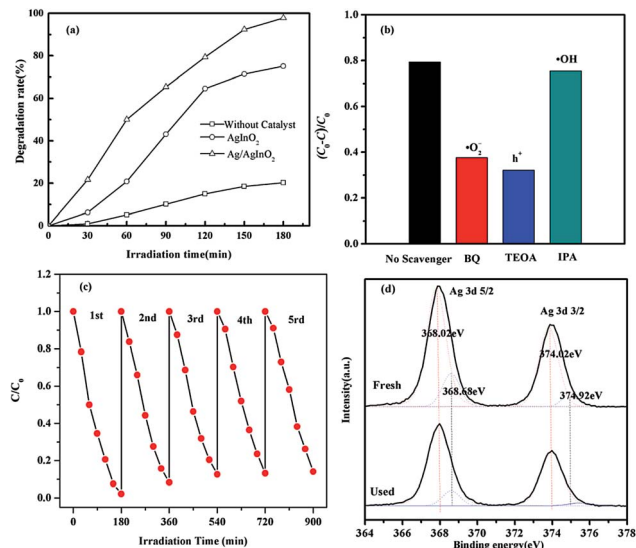 (a)
Degradation rate(%)
100
80
60
40
20
0
Without Catalyst
AgInO₂
Ag/AgInO₂
0 30 60 90 120 150 180
Irradiation time(min)
(b)
(C₀-C)/C₀
0.8
0.6
0.4
0.2
0.0
•O₂⁻
h⁺
•OH
No Scavenger BQ TEOA IPA
(c)
C/C₀
1.2
1.0
0.8
0.6
0.4
0.2
0.0
1st 2nd 3rd 4th 5rd
0 180 360 540 720 900
Irradiation Time (min)
(d)
Intensity(a.u.)
Ag 3d 5/2
Ag 3d 3/2
368.02eV
374.02eV
368.68eV
374.92eV
Fresh
Used
364 366 368 370 372 374 376 378
Binding energy(eV)